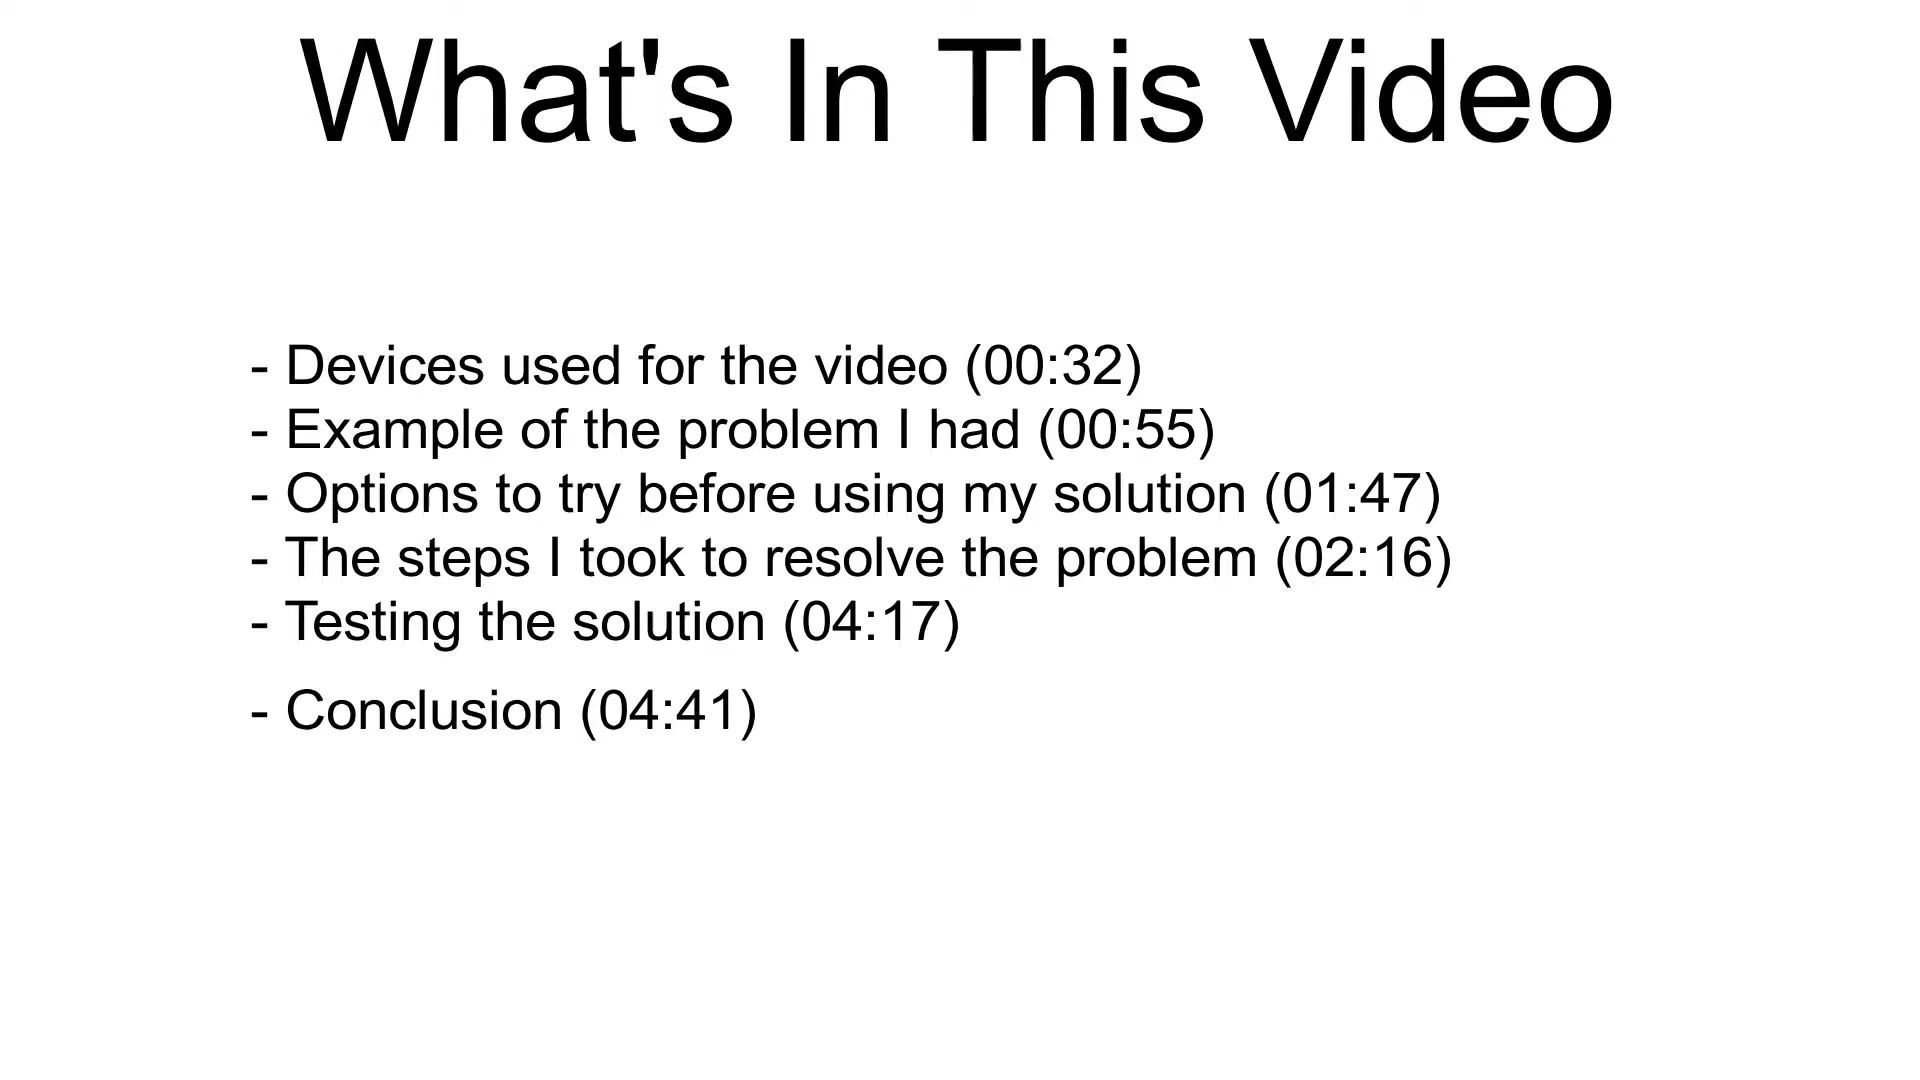 What's In This Video
- Devices used for the video (00:32)
- Example of the problem I had (00:55)
- Options to try before using my solution (01:47)
- The steps I took to resolve the problem (02:16)
- Testing the solution (04:17)
- Conclusion (04:41)